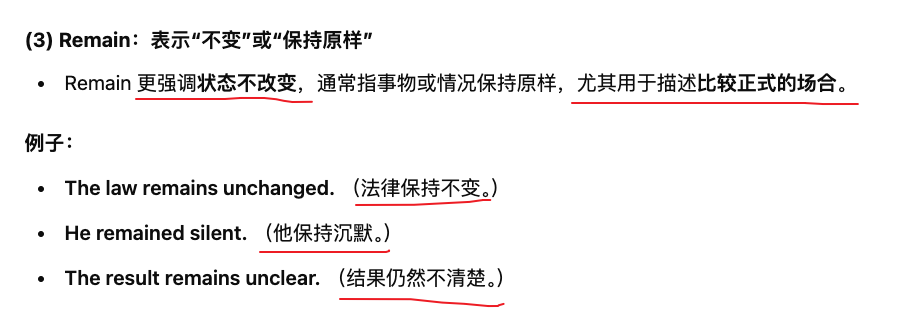 (3) Remain：表示“不变”或“保持原样”
• Remain 更强调状态不改变，通常指事物或情况保持原样，尤其用于描述比较正式的场合。
例子：
• The law remains unchanged. （法律保持不变。）
• He remained silent. （他保持沉默。）
• The result remains unclear. （结果仍然不清楚。）